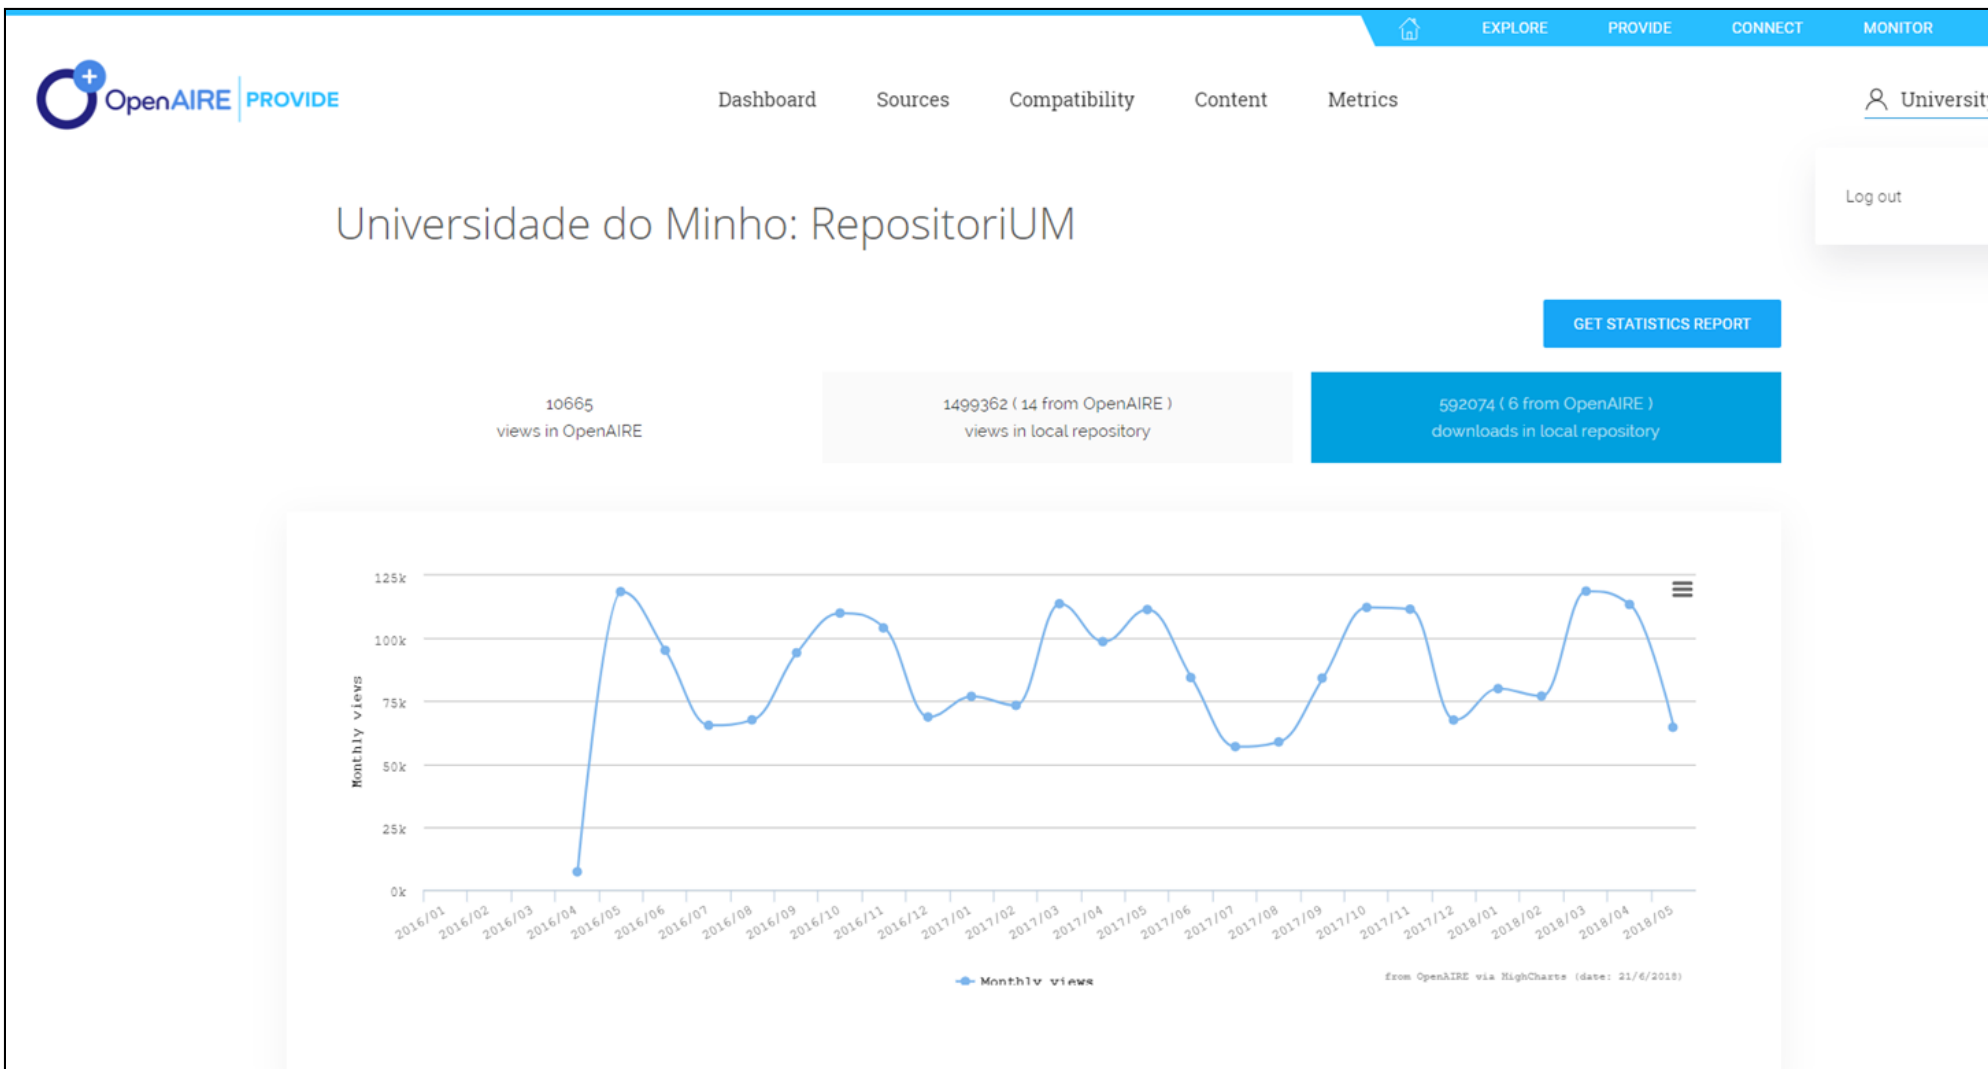 EXPLORE PROVIDE CONNECT MONITOR
OpenAIRE PROVIDE
Dashboard Sources Compatibility Content Metrics
Universit
Log out
Universidade do Minho: RepositoriUM
GET STATISTICS REPORT
10665
views in OpenAIRE
1499362 ( 14 from OpenAIRE )
views in local repository
592074 ( 6 from OpenAIRE )
downloads in local repository
125k
100k
75k
50k
25k
0k
Monthly views
2016/01 2016/02 2016/03 2016/04 2016/05 2016/06 2016/07 2016/08 2016/09 2016/10 2016/11 2016/12 2017/01 2017/02 2017/03 2017/04 2017/05 2017/06 2017/07 2017/08 2017/09 2017/10 2017/11 2017/12 2018/01 2018/02 2018/03 2018/04 2018/05
Monthly views
from OpenAIRE via HighCharts (date: 21/6/2018)